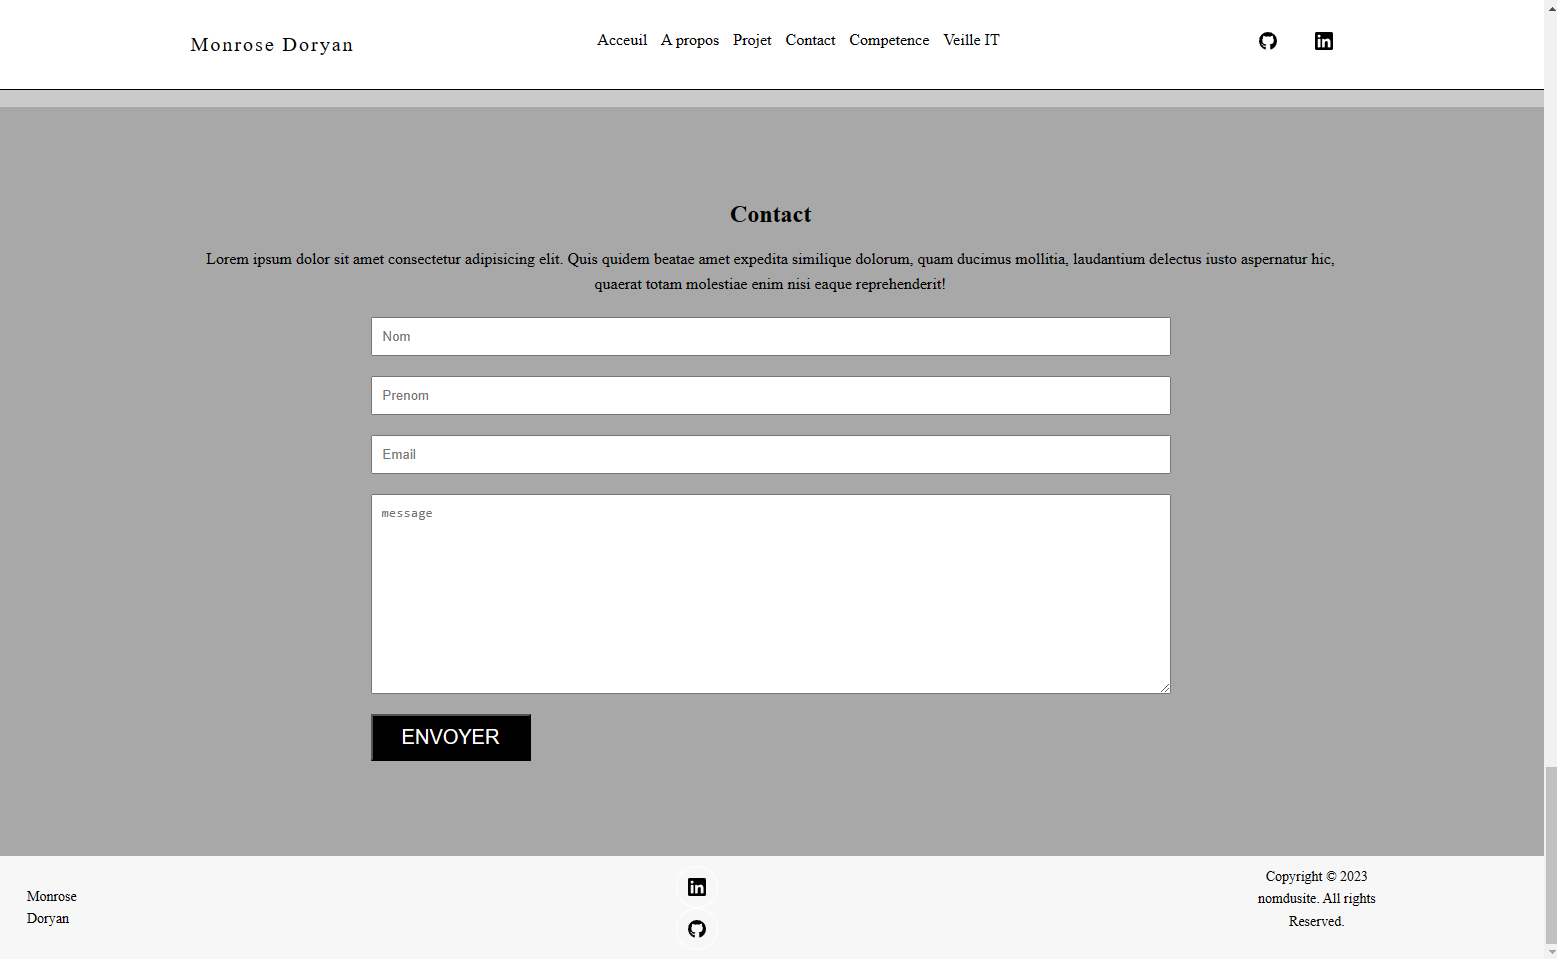 Monrose Doryan
Acceuil A propos Projet Contact Competence Veille IT
Contact
Lorem ipsum dolor sit amet consectetur adipisicing elit. Quis quidem beatae amet expedita similique dolorum, quam ducimus mollitia, laudantium delectus iusto aspernatur hic,
quaerat totam molestiae enim nisi eaque reprehenderit!
Nom
Prenom
Email
message
ENVOYER
Monrose
Doryan
Copyright © 2023
nomdusite. All rights
Reserved.